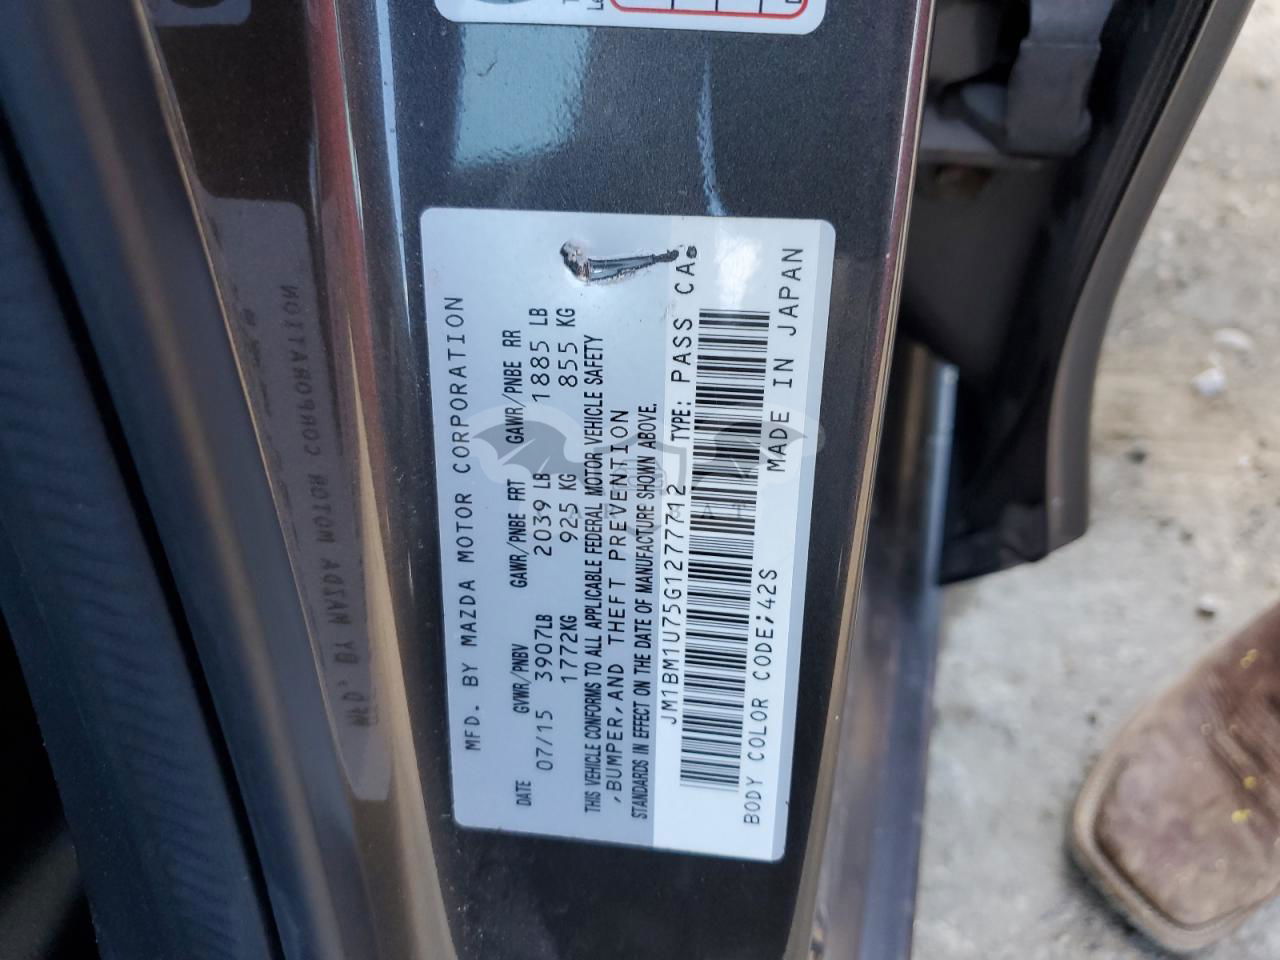 MFD. BY MAZDA MOTOR CORPORATION
DATE GVWR/PNBV GAWR/PNBE FRT GAWR/PNBE RR
07/15 3907LB 2039 LB 1885 LB
1772KG 925 KG 855 KG
THIS VEHICLE CONFORMS TO ALL APPLICABLE FEDERAL MOTOR VEHICLE SAFETY
,BUMPER,AND THEFT PREVENTION
STANDARDS IN EFFECT ON THE DATE OF MANUFACTURE SHOWN ABOVE.
JM1BM1U75G1277712 TYPE: PASS CA
BODY COLOR CODE;42S MADE IN JAPAN